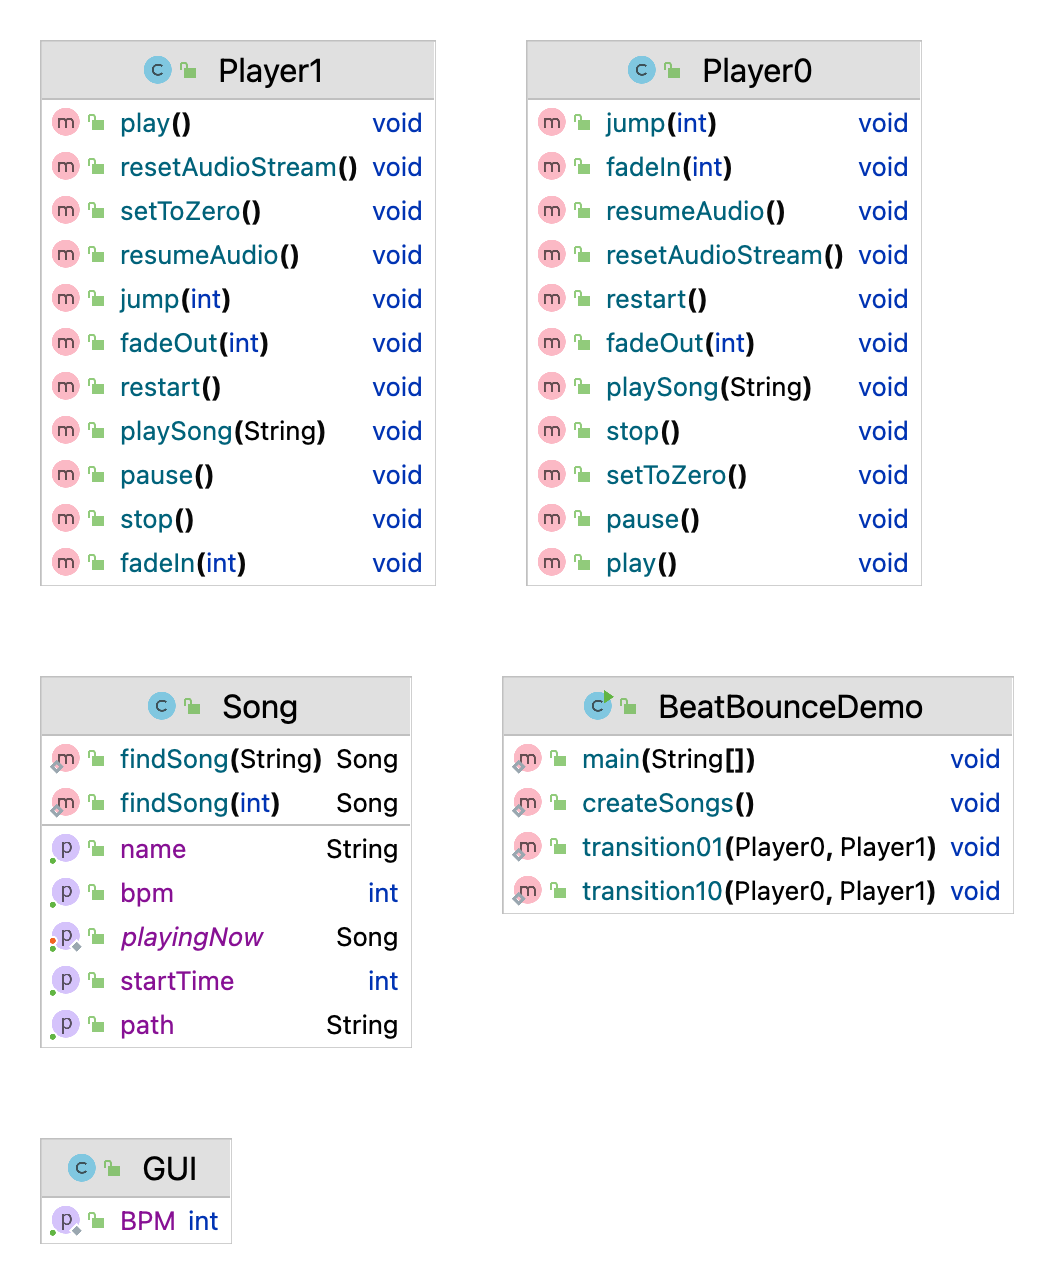 Player1
play() void
resetAudioStream() void
setToZero() void
resumeAudio() void
jump(int) void
fadeOut(int) void
restart() void
playSong(String) void
pause() void
stop() void
fadeIn(int) void
Player0
jump(int) void
fadeIn(int) void
resumeAudio() void
resetAudioStream() void
restart() void
fadeOut(int) void
playSong(String) void
stop() void
setToZero() void
pause() void
play() void
Song
findSong(String) Song
findSong(int) Song
name String
bpm int
playingNow Song
startTime int
path String
BeatBounceDemo
main(String[]) void
createSongs() void
transition01(Player0, Player1) void
transition10(Player0, Player1) void
GUI
BPM int